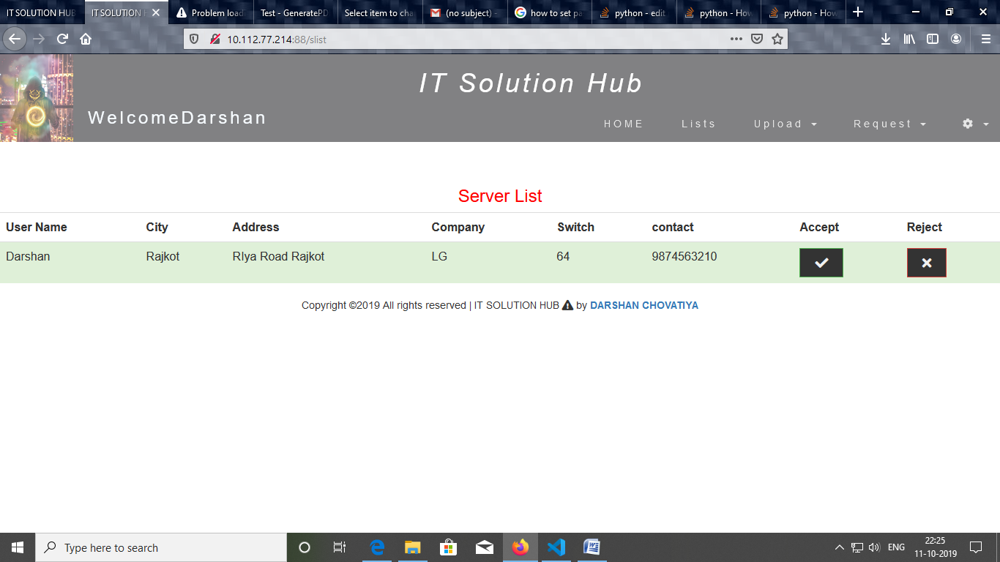 IT SOLUTION HUB
IT SOLUTION H
Problem load
Test - GeneratePD
Select item to cha
(no subject) -
how to set pa
python - edit
python - How
python - How
10.112.77.214:88/slist
IT Solution Hub
WelcomeDarshan
HOME Lists Upload Request
Server List
User Name City Address Company Switch contact Accept Reject
Darshan Rajkot RIya Road Rajkot LG 64 9874563210
Copyright ©2019 All rights reserved | IT SOLUTION HUB by DARSHAN CHOVATIYA
Type here to search
ENG
22:25
11-10-2019